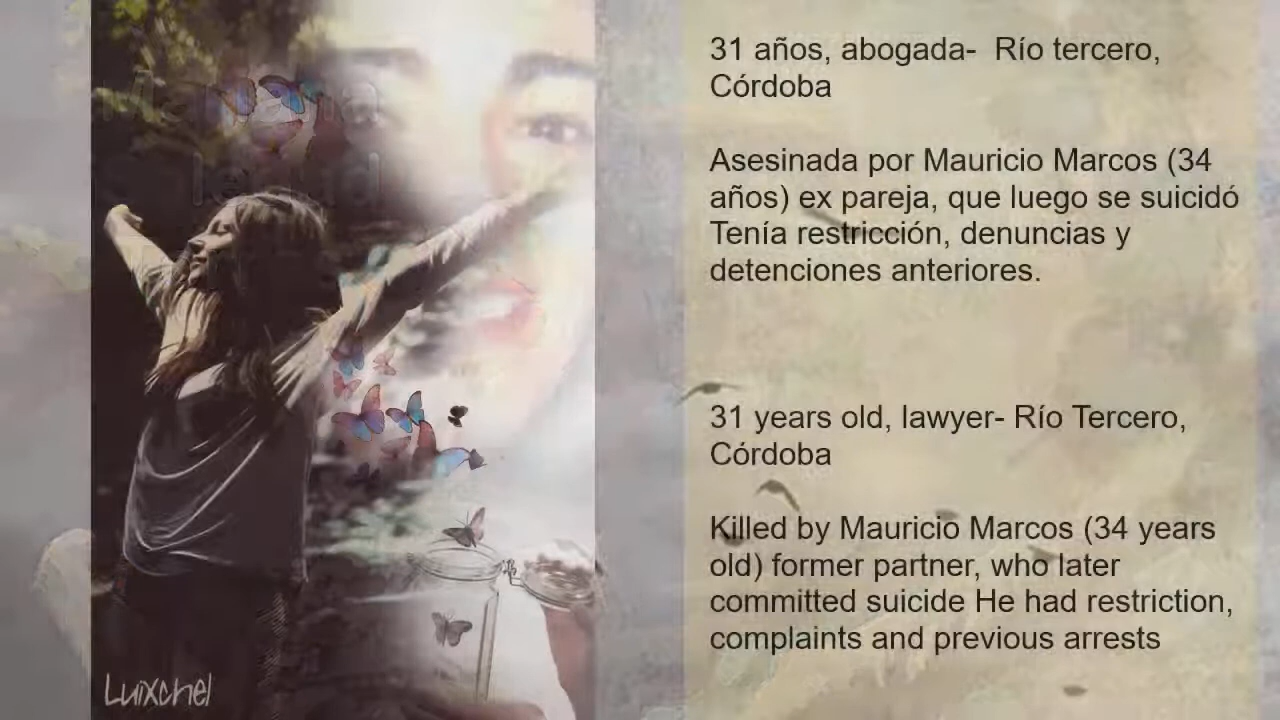 31 años, abogada- Río tercero,
Córdoba
Asesinada por Mauricio Marcos (34
años) ex pareja, que luego se suicidó
Tenía restricción, denuncias y
detenciones anteriores.
31 years old, lawyer- Río Tercero,
Córdoba
Killed by Mauricio Marcos (34 years
old) former partner, who later
committed suicide He had restriction,
complaints and previous arrests
Luixchel